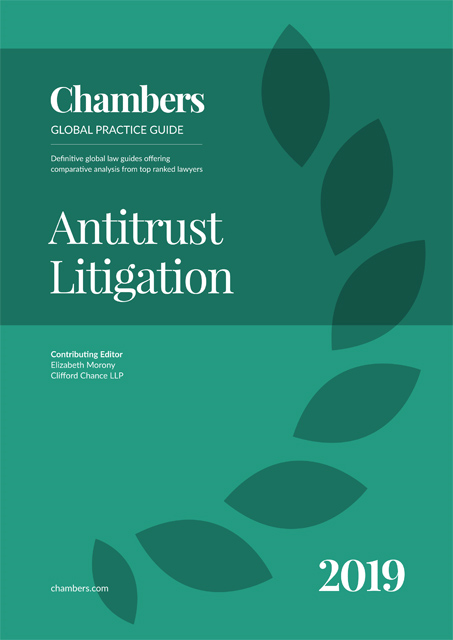 Chambers
GLOBAL PRACTICE GUIDE
Definitive global law guides offering
comparative analysis from top ranked lawyers
Antitrust
Litigation
Contributing Editor
Elizabeth Morony
Clifford Chance LLP
chambers.com
2019